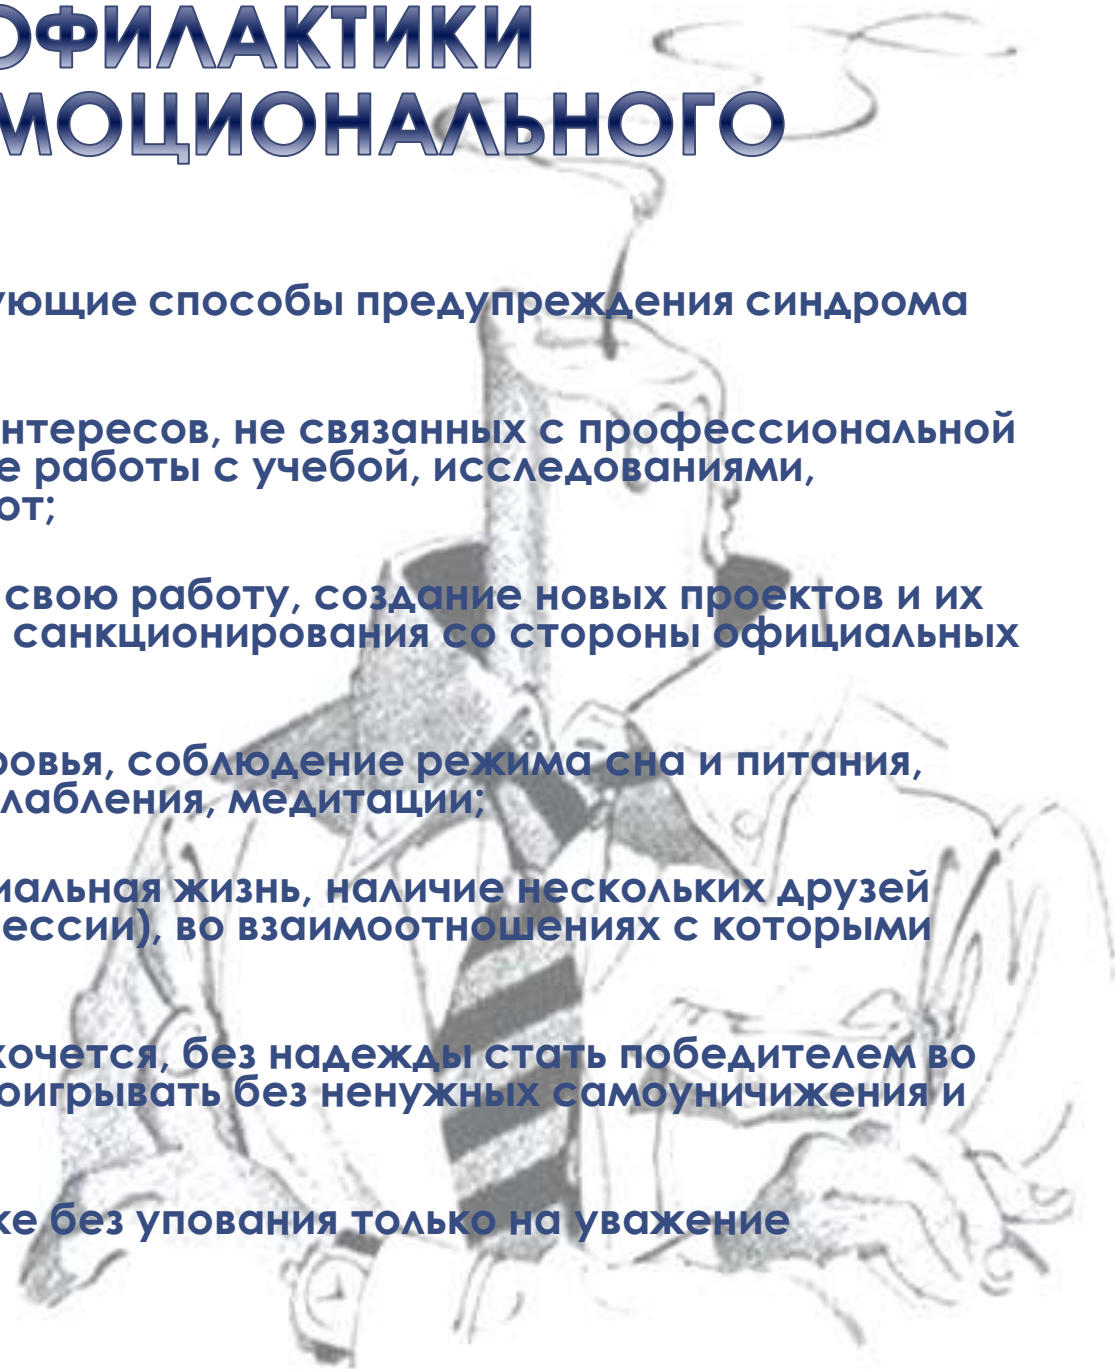 ОФИЛАКТИКИ
МОЦИОНАЛЬНОГО
ующие способы предупреждения синдрома
нтересов, не связанных с профессиональной
е работы с учебой, исследованиями,
от;
свою работу, создание новых проектов и их
санкционирования со стороны официальных
ровья, соблюдение режима сна и питания,
лабления, медитации;
иальная жизнь, наличие нескольких друзей
ессии), во взаимоотношениях с которыми
хочется, без надежды стать победителем во
оигрывать без ненужных самоуничижения и
ке без упования только на уважение